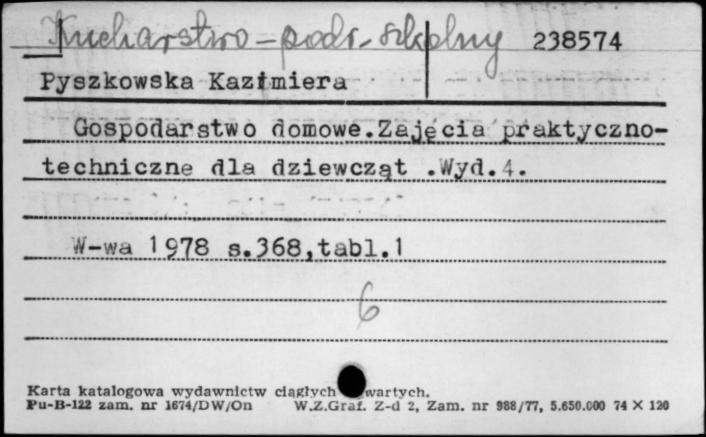 Kucharstwo - podr. szkolny 238574
Pyszkowska Kazimiera
Gospodarstwo domowe.Zajęcia praktyczno-
techniczne dla dziewcząt .Wyd.4.
W-wa 1978 s.368,tabl.1
6
Karta katalogowa wydawnictw ciągłych wartych.
Pu-B-122 zam. nr 1674/DW/On W.Z.Graf. Z-d 2, Zam. nr 988/77, 5.650.000 74 X 120